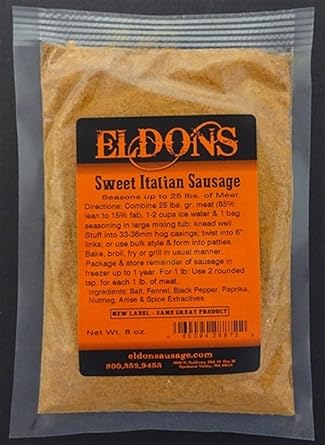 ELDONS
Sweet Italian Sausage
Seasons up to 25 lbs. of Meat
Directions: Combine 25 lbs. gr. meat (85%
lean to 15% fat), 1-2 cups ice water & 1 bag
seasoning in large mixing tub; knead well
Stuff into 33-36mm hog casings; twist into 6"
links, or use bulk style & form into patties.
Bake, broil, fry or grill in usual manner.
Package & store remainder of sausage in
freezer up to 1 year. For 1 lb: Use 2 rounded
tsp. for each 1 lb. of meat.
Ingredients: Salt, Fennel, Black Pepper, Paprika,
Nutmeg, Anise & Spice Extractives
NEW LABEL - SAME GREAT PRODUCT
Net Wt. 8 oz.
eldonsausage.com
800.352.9453
Spokane Valley, WA